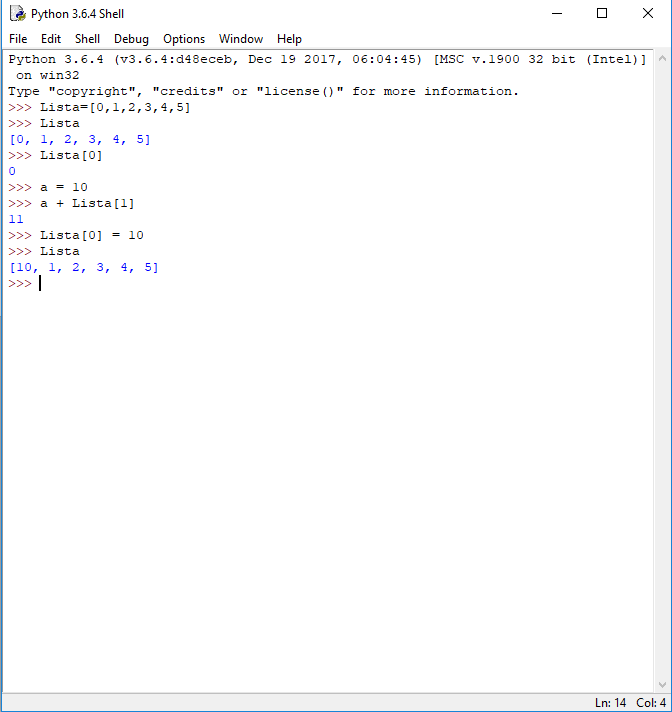 Python 3.6.4 Shell
File Edit Shell Debug Options Window Help
Python 3.6.4 (v3.6.4:d48eceb, Dec 19 2017, 06:04:45) [MSC v.1900 32 bit (Intel)]
 on win32
Type "copyright", "credits" or "license()" for more information.
>>> Lista=[0,1,2,3,4,5]
>>> Lista
[0, 1, 2, 3, 4, 5]
>>> Lista[0]
0
>>> a = 10
>>> a + Lista[1]
11
>>> Lista[0] = 10
>>> Lista
[10, 1, 2, 3, 4, 5]
>>>
Ln: 14 Col: 4